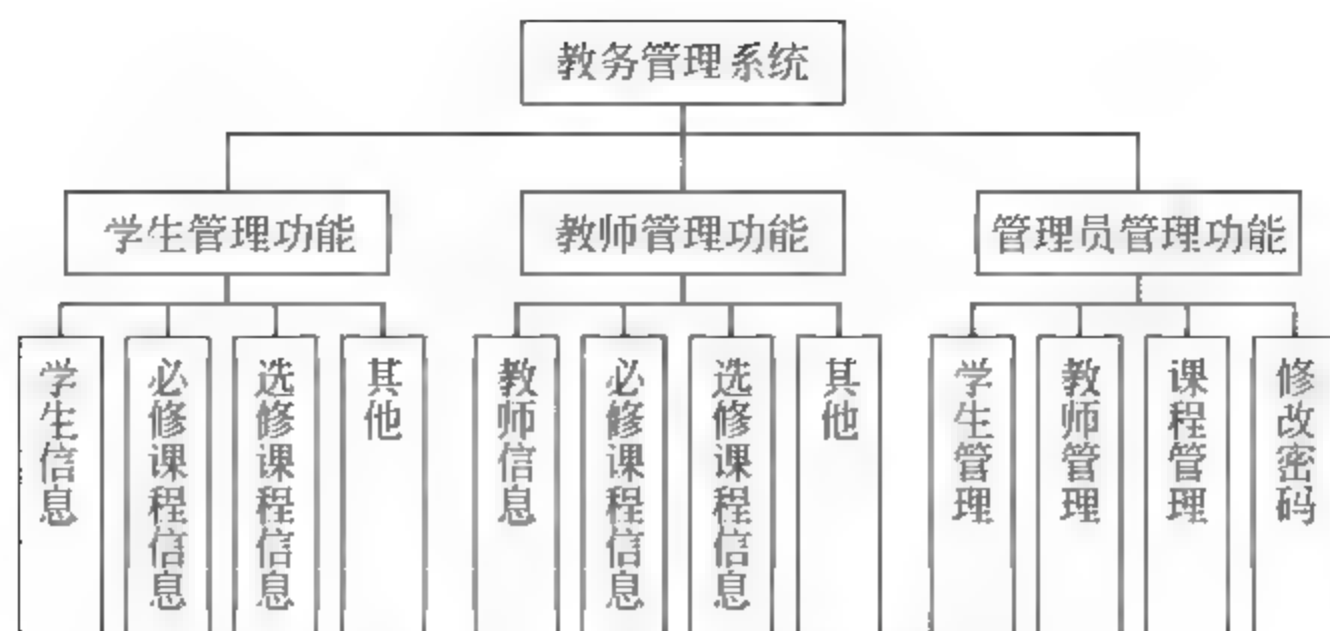 教务管理系统
学生管理功能
教师管理功能
管理员管理功能
学生信息
必修课程信息
选修课程信息
其他
教师信息
必修课程信息
选修课程信息
其他
学生管理
教师管理
课程管理
修改密码